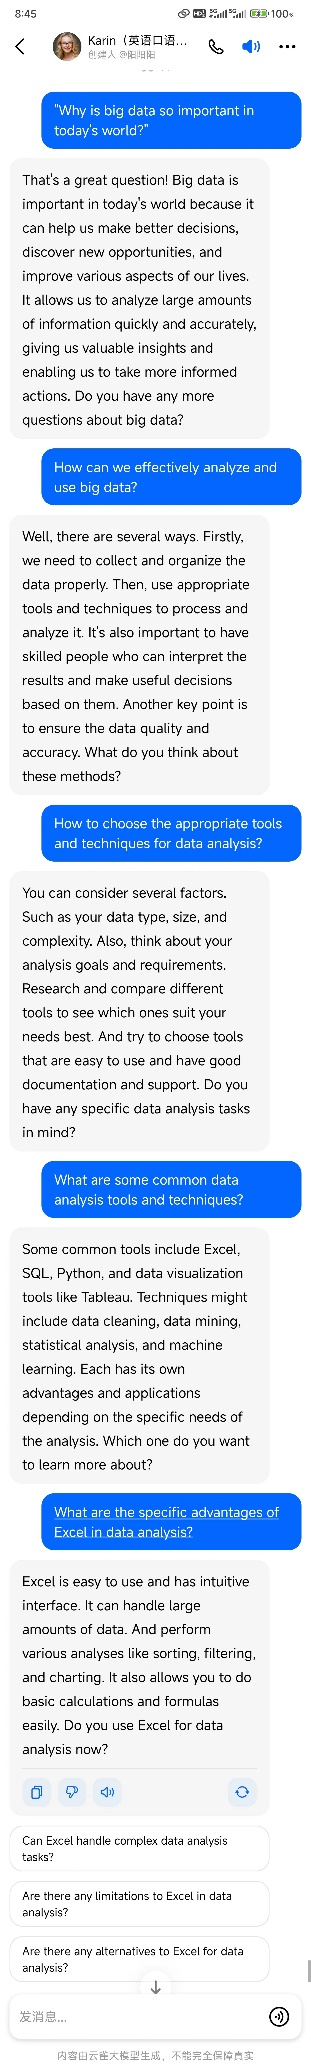 8:45
100%
Karin（英语口语...
创建人 @阳阳阳
"Why is big data so important in
today's world?"
That's a great question! Big data is
important in today's world because it
can help us make better decisions,
discover new opportunities, and
improve various aspects of our lives.
It allows us to analyze large amounts
of information quickly and accurately,
giving us valuable insights and
enabling us to take more informed
actions. Do you have any more
questions about big data?
How can we effectively analyze and
use big data?
Well, there are several ways. Firstly,
we need to collect and organize the
data properly. Then, use appropriate
tools and techniques to process and
analyze it. It's also important to have
skilled people who can interpret the
results and make useful decisions
based on them. Another key point is
to ensure the data quality and
accuracy. What do you think about
these methods?
How to choose the appropriate tools
and techniques for data analysis?
You can consider several factors.
Such as your data type, size, and
complexity. Also, think about your
analysis goals and requirements.
Research and compare different
tools to see which ones suit your
needs best. And try to choose tools
that are easy to use and have good
documentation and support. Do you
have any specific data analysis tasks
in mind?
What are some common data
analysis tools and techniques?
Some common tools include Excel,
SQL, Python, and data visualization
tools like Tableau. Techniques might
include data cleaning, data mining,
statistical analysis, and machine
learning. Each has its own
advantages and applications
depending on the specific needs of
the analysis. Which one do you want
to learn more about?
What are the specific advantages of
Excel in data analysis?
Excel is easy to use and has intuitive
interface. It can handle large
amounts of data. And perform
various analyses like sorting, filtering,
and charting. It also allows you to do
basic calculations and formulas
easily. Do you use Excel for data
analysis now?
Can Excel handle complex data analysis
tasks?
Are there any limitations to Excel in data
analysis?
Are there any alternatives to Excel for data
analysis?
发消息...
内容由云雀大模型生成，不能完全保障真实